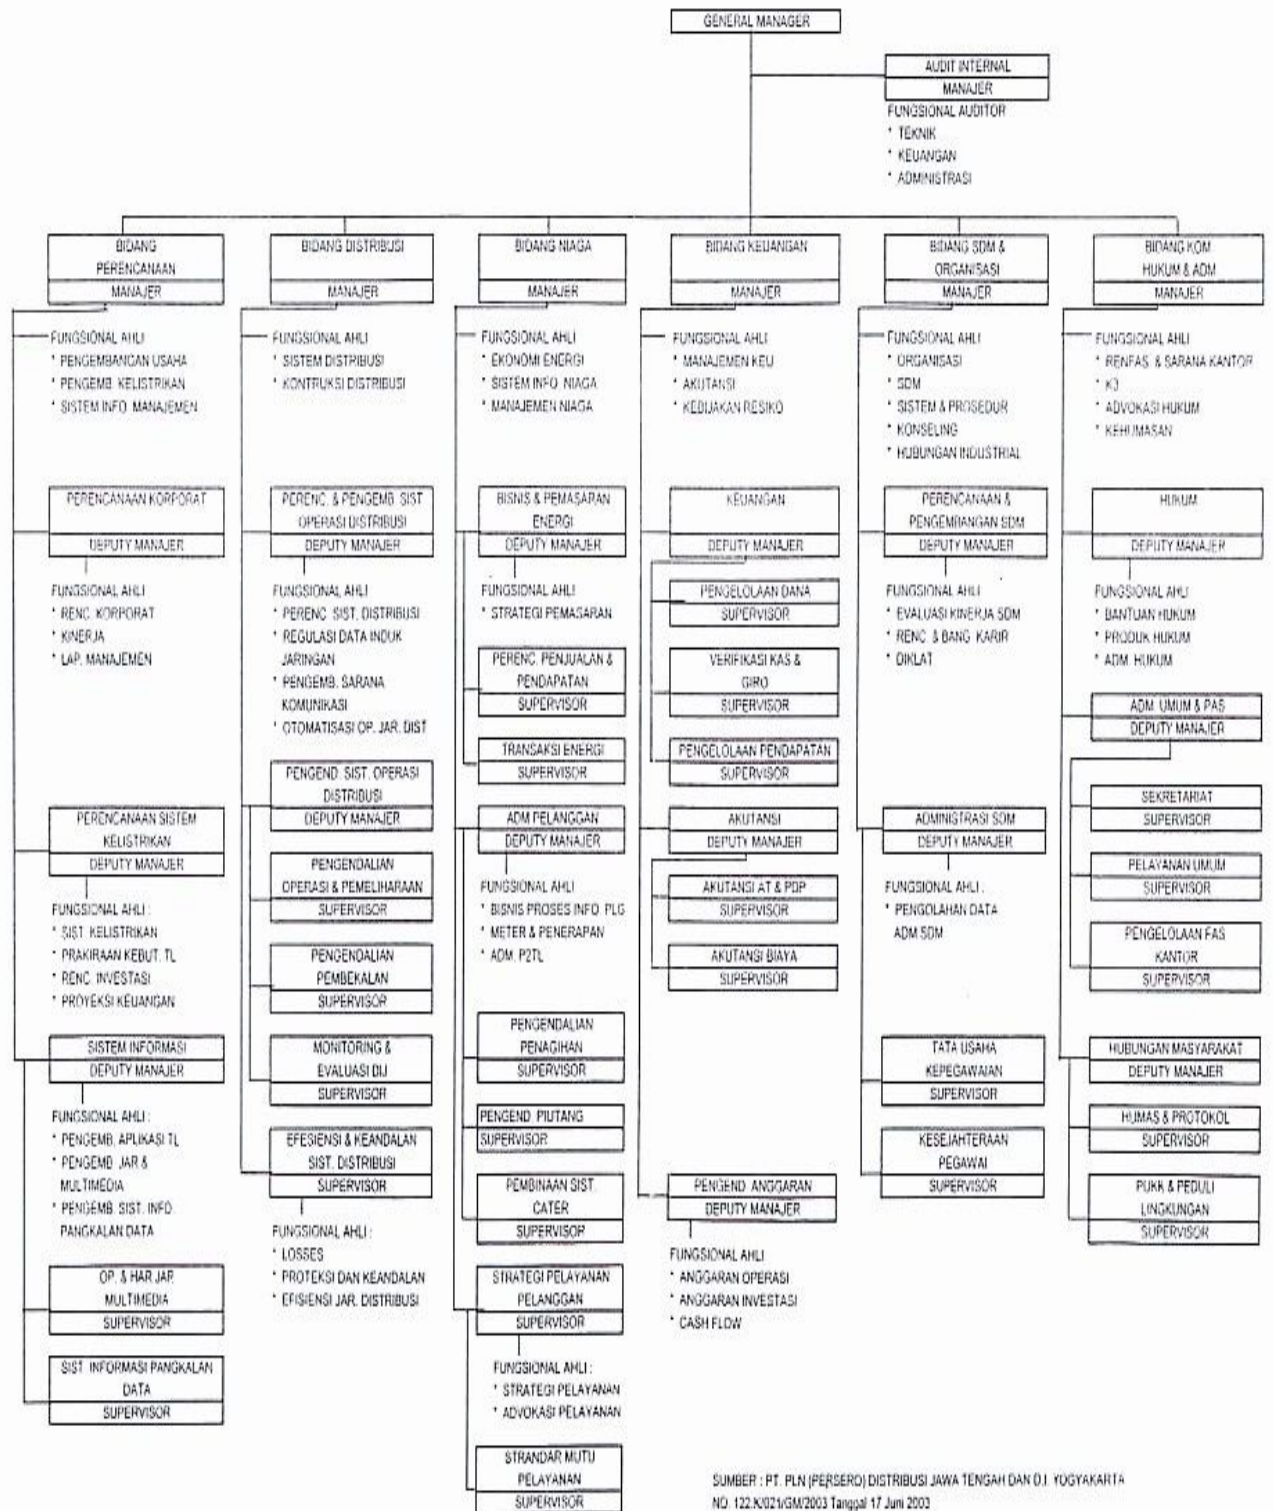 GENERAL MANAGER
AUDIT INTERNAL
MANAJER
FUNGSIONAL AUDITOR
* TEKNIK
* KEUANGAN
* ADMINISTRASI
BIDANG
PERENCANAAN
MANAJER
FUNGSIONAL AHLI
* PENGEMBANGAN USAHA
* PENGEMB. KELISTRIKAN
* SISTEM INFO. MANAJEMEN
PERENCANAAN KORPORAT
DEPUTY MANAJER
FUNGSIONAL AHLI
* RENC. KORPORAT
* KINERJA
* LAP. MANAJEMEN
PERENCANAAN SISTEM
KELISTRIKAN
DEPUTY MANAJER
FUNGSIONAL AHLI :
* SIST. KELISTRIKAN
* PRAKIRAAN KEBUT. TL
* RENC. INVESTASI
* PROYEKSI KEUANGAN
SISTEM INFORMASI
DEPUTY MANAJER
FUNGSIONAL AHLI :
* PENGEMB. APLIKASI TL
* PENGEMB. JAR &
MULTIMEDIA
* PENGEMB. SIST. INFO.
PANGKALAN DATA
OP. & HAR JAR.
MULTIMEDIA
SUPERVISOR
SIST. INFORMASI PANGKALAN
DATA
SUPERVISOR
BIDANG DISTRIBUSI
MANAJER
FUNGSIONAL AHLI
* SISTEM DISTRIBUSI
* KONTRUKSI DISTRIBUSI
PERENC. & PENGEMB. SIST
OPERASI DISTRIBUSI
DEPUTY MANAJER
FUNGSIONAL AHLI
* PERENC. SIST. DISTRIBUSI
* REGULASI DATA INDUK
JARINGAN
* PENGEMB. SARANA
KOMUNIKASI
* OTOMATISASI OP. JAR. DIST
PENGEND. SIST. OPERASI
DISTRIBUSI
DEPUTY MANAJER
PENGENDALIAN
OPERASI & PEMELIHARAAN
SUPERVISOR
PENGENDALIAN
PEMBEKALAN
SUPERVISOR
MONITORING &
EVALUASI DIJ
SUPERVISOR
EFESIENSI & KEANDALAN
SIST. DISTRIBUSI
SUPERVISOR
FUNGSIONAL AHLI :
* LOSSES
* PROTEKSI DAN KEANDALAN
* EFISIENSI JAR. DISTRIBUSI
BIDANG NIAGA
MANAJER
FUNGSIONAL AHLI
* EKONOMI ENERGI
* SISTEM INFO. NIAGA
* MANAJEMEN NIAGA
BISNIS & PEMASARAN
ENERGI
DEPUTY MANAJER
FUNGSIONAL AHLI
* STRATEGI PEMASARAN
PERENC. PENJUALAN &
PENDAPATAN
SUPERVISOR
TRANSAKSI ENERGI
SUPERVISOR
ADM PELANGGAN
DEPUTY MANAJER
FUNGSIONAL AHLI
* BISNIS PROSES INFO. PLG
* METER & PENERAPAN
* ADM. P2TL
PENGENDALIAN
PENAGIHAN
SUPERVISOR
PENGEND. PIUTANG
SUPERVISOR
PEMBINAAN SIST.
CATER
SUPERVISOR
STRATEGI PELAYANAN
PELANGGAN
SUPERVISOR
FUNGSIONAL AHLI :
* STRATEGI PELAYANAN
* ADVOKASI PELAYANAN
STRANDAR MUTU
PELAYANAN
SUPERVISOR
BIDANG KEUANGAN
MANAJER
FUNGSIONAL AHLI
* MANAJEMEN KEU
* AKUTANSI
* KEBIJAKAN RESIKO
KEUANGAN
DEPUTY MANAJER
PENGELOLAAN DANA
SUPERVISOR
VERIFIKASI KAS &
GIRO
SUPERVISOR
PENGELOLAAN PENDAPATAN
SUPERVISOR
AKUTANSI
DEPUTY MANAJER
AKUTANSI AT & PDP
SUPERVISOR
AKUTANSI BIAYA
SUPERVISOR
PENGEND. ANGGARAN
DEPUTY MANAJER
FUNGSIONAL AHLI
* ANGGARAN OPERASI
* ANGGARAN INVESTASI
* CASH FLOW
BIDANG SDM &
ORGANISASI
MANAJER
FUNGSIONAL AHLI
* ORGANISASI
* SDM
* SISTEM & PROSEDUR
* KONSELING
* HUBUNGAN INDUSTRIAL
PERENCANAAN &
PENGEMBANGAN SDM
DEPUTY MANAJER
FUNGSIONAL AHLI
* EVALUASI KINERJA SDM
* RENC. & BANG. KARIR
* DIKLAT
ADMINISTRASI SDM
DEPUTY MANAJER
FUNGSIONAL AHLI :
* PENGOLAHAN DATA
ADM.SDM
TATA USAHA
KEPEGAWAIAN
SUPERVISOR
KESEJAHTERAAN
PEGAWAI
SUPERVISOR
BIDANG KOM.
HUKUM & ADM
MANAJER
FUNGSIONAL AHLI
* RENFAS. & SARANA KANTOR
* K3
* ADVOKASI HUKUM
* KEHUMASAN
HUKUM
DEPUTY MANAJER
FUNGSIONAL AHLI
* BANTUAN HUKUM
* PRODUK HUKUM
* ADM. HUKUM
ADM. UMUM & FAS
DEPUTY MANAJER
SEKRETARIAT
SUPERVISOR
PELAYANAN UMUM
SUPERVISOR
PENGELOLAAN FAS
KANTOR
SUPERVISOR
HUBUNGAN MASYARAKAT
DEPUTY MANAJER
HUMAS & PROTOKOL
SUPERVISOR
PUKK & PEDULI
LINGKUNGAN
SUPERVISOR
SUMBER : PT. PLN (PERSERO) DISTRIBUSI JAWA TENGAH DAN D.I. YOGYAKARTA
NO. 122.K/021/GM/2003 Tanggal 17 Juni 2003